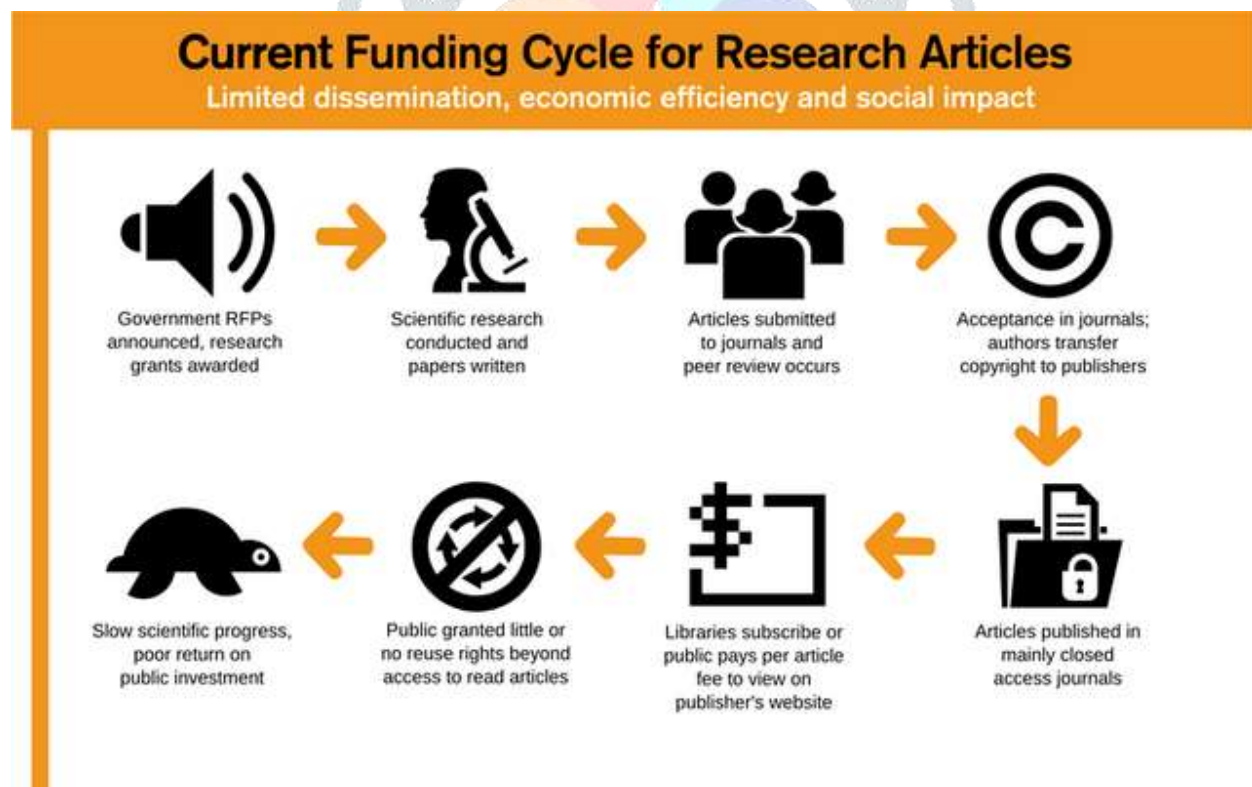 Current Funding Cycle for Research Articles
Limited dissemination, economic efficiency and social impact
Government RFPs
announced, research
grants awarded
Scientific research
conducted and
papers written
Articles submitted
to journals and
peer review occurs
Acceptance in journals;
authors transfer
copyright to publishers
Articles published in
mainly closed
access journals
Libraries subscribe or
public pays per article
fee to view on
publisher's website
Public granted little or
no reuse rights beyond
access to read articles
Slow scientific progress,
poor return on
public investment